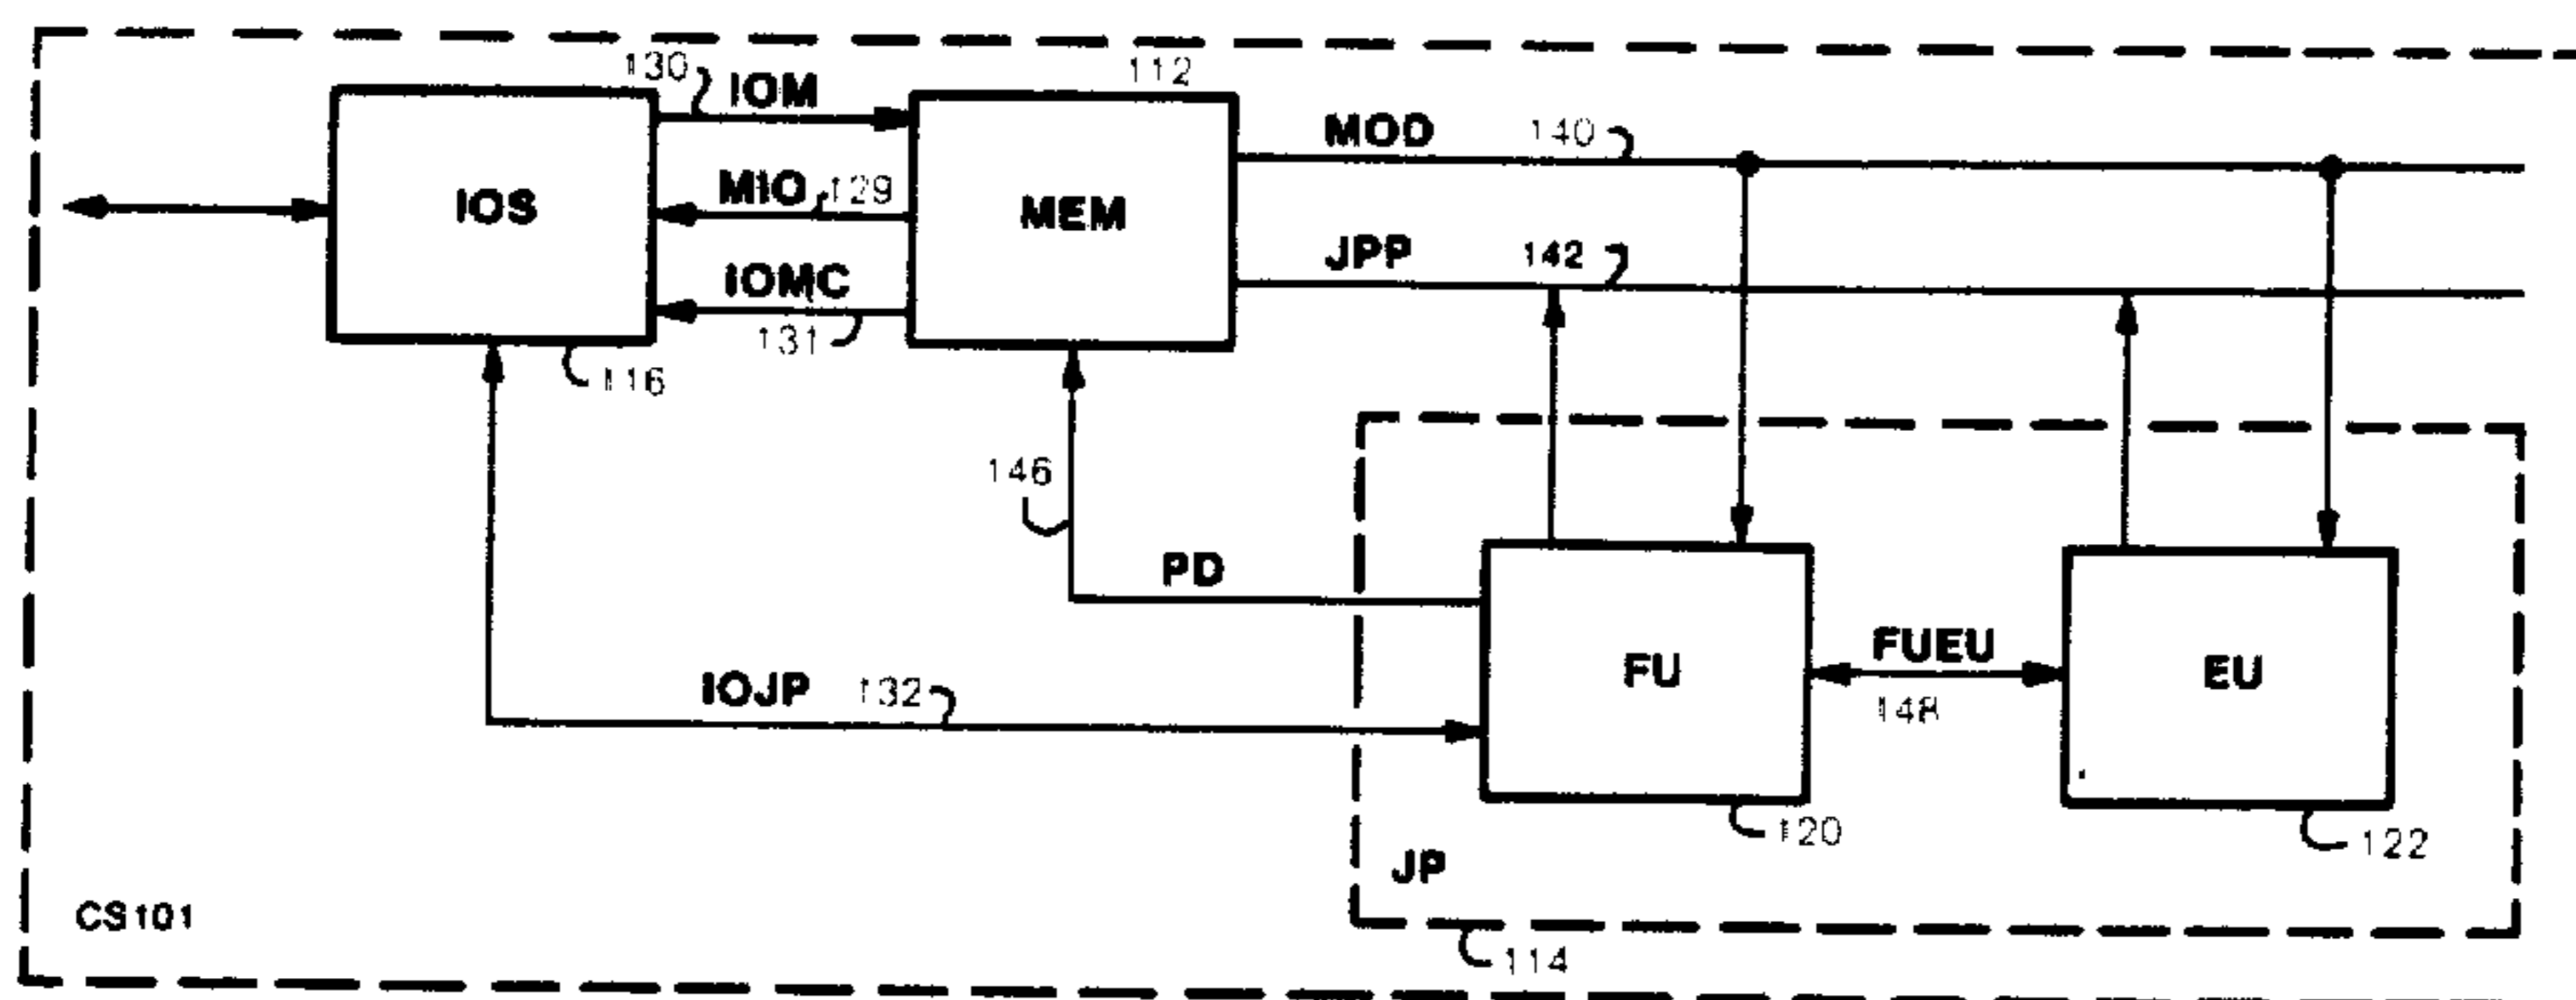 130
IOM
112
MOD
140
MIO
129
IOS
MEM
JPP
142
IOMC
131
116
146
PD
FU
FUEU
EU
IOJP
132
148
120
122
JP
CS101
114